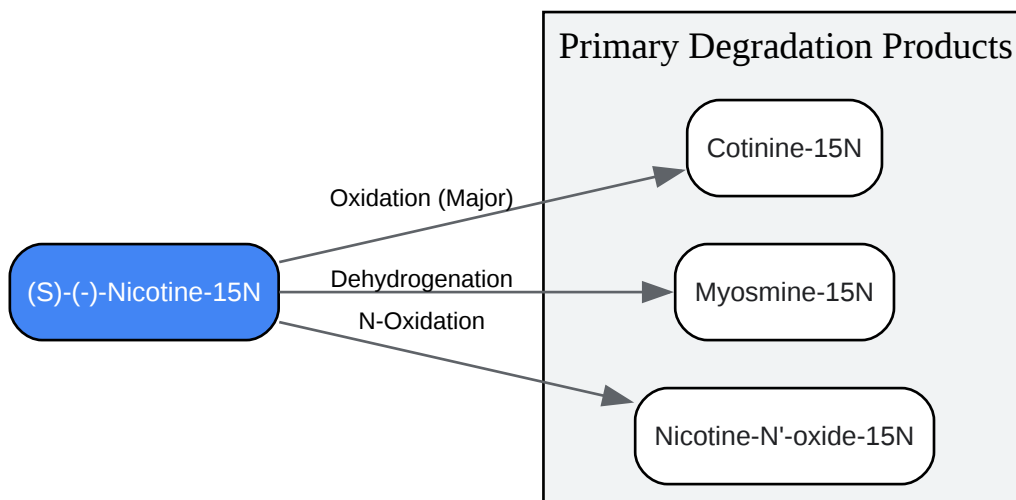 Primary Degradation Products
Cotinine-15N
Oxidation (Major)
(S)-(-)-Nicotine-15N
Dehydrogenation
Myosmine-15N
N-Oxidation
Nicotine-N'-oxide-15N